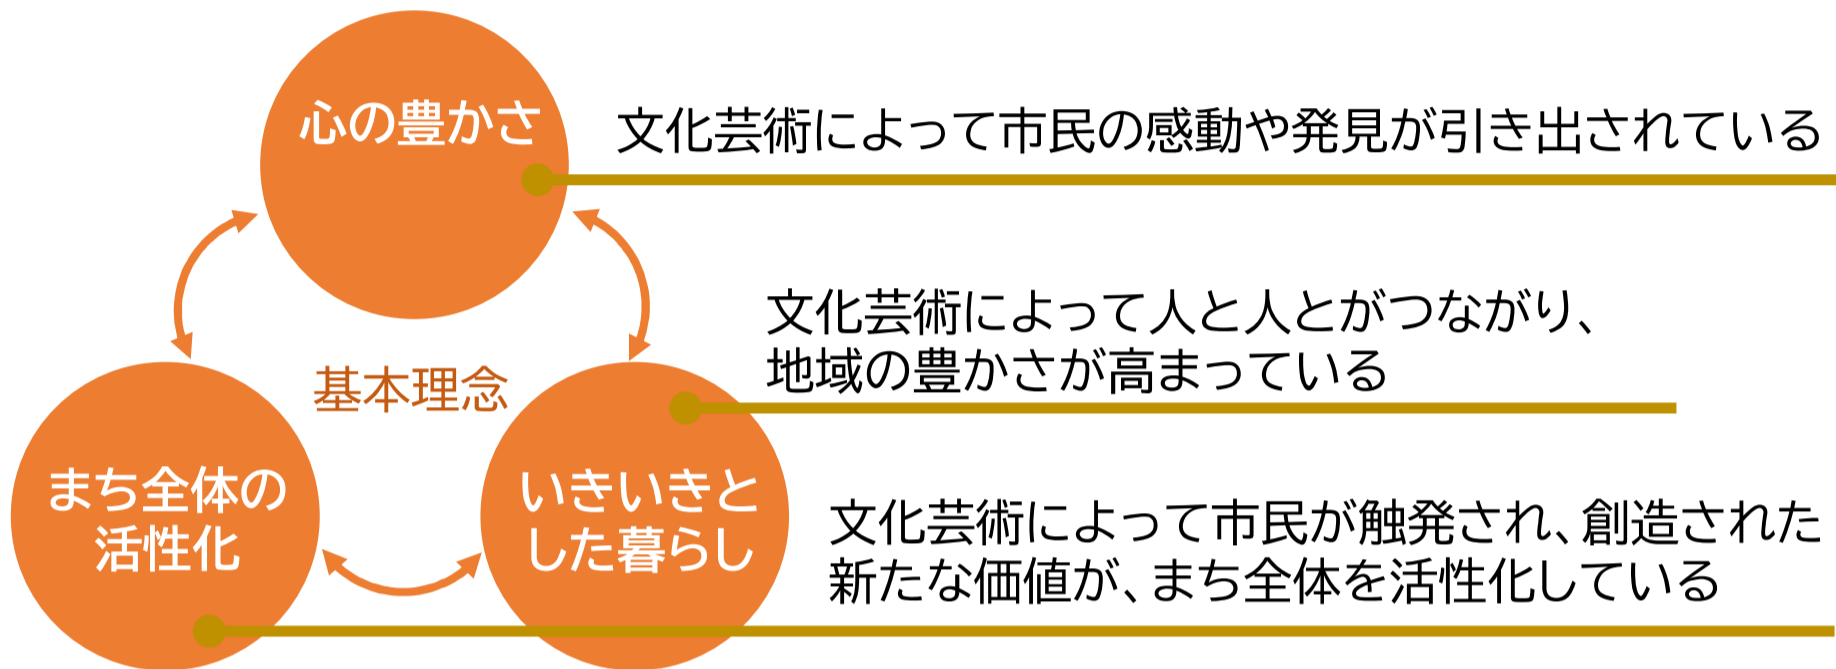 心の豊かさ
文化芸術によって市民の感動や発見が引き出されている
文化芸術によって人と人とがつながり、
地域の豊かさが高まっている
基本理念
まち全体の
活性化
いきいきと
した暮らし
文化芸術によって市民が触発され、創造された
新たな価値が、まち全体を活性化している